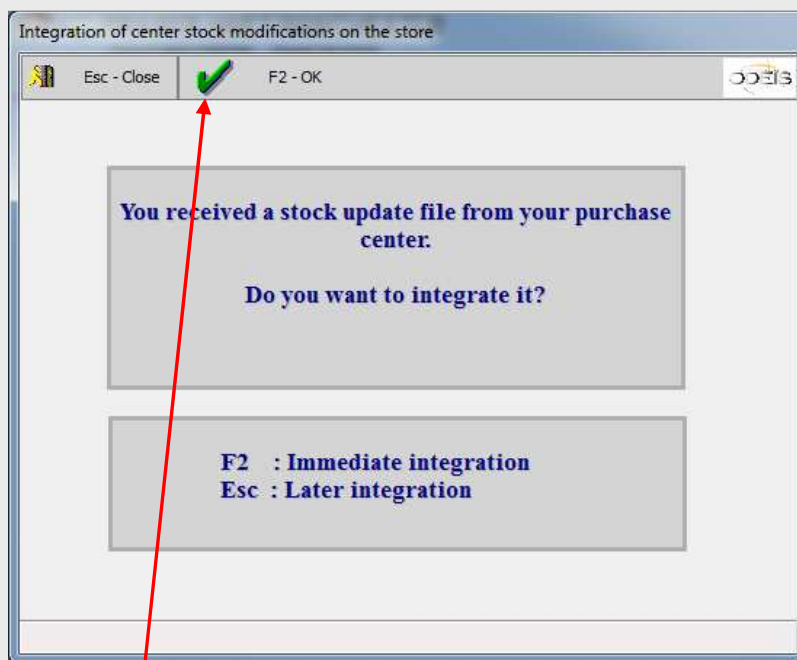 Integration of center stock modifications on the store
Esc - Close
F2 - OK
You received a stock update file from your purchase
center.
Do you want to integrate it?
F2 : Immediate integration
Esc : Later integration